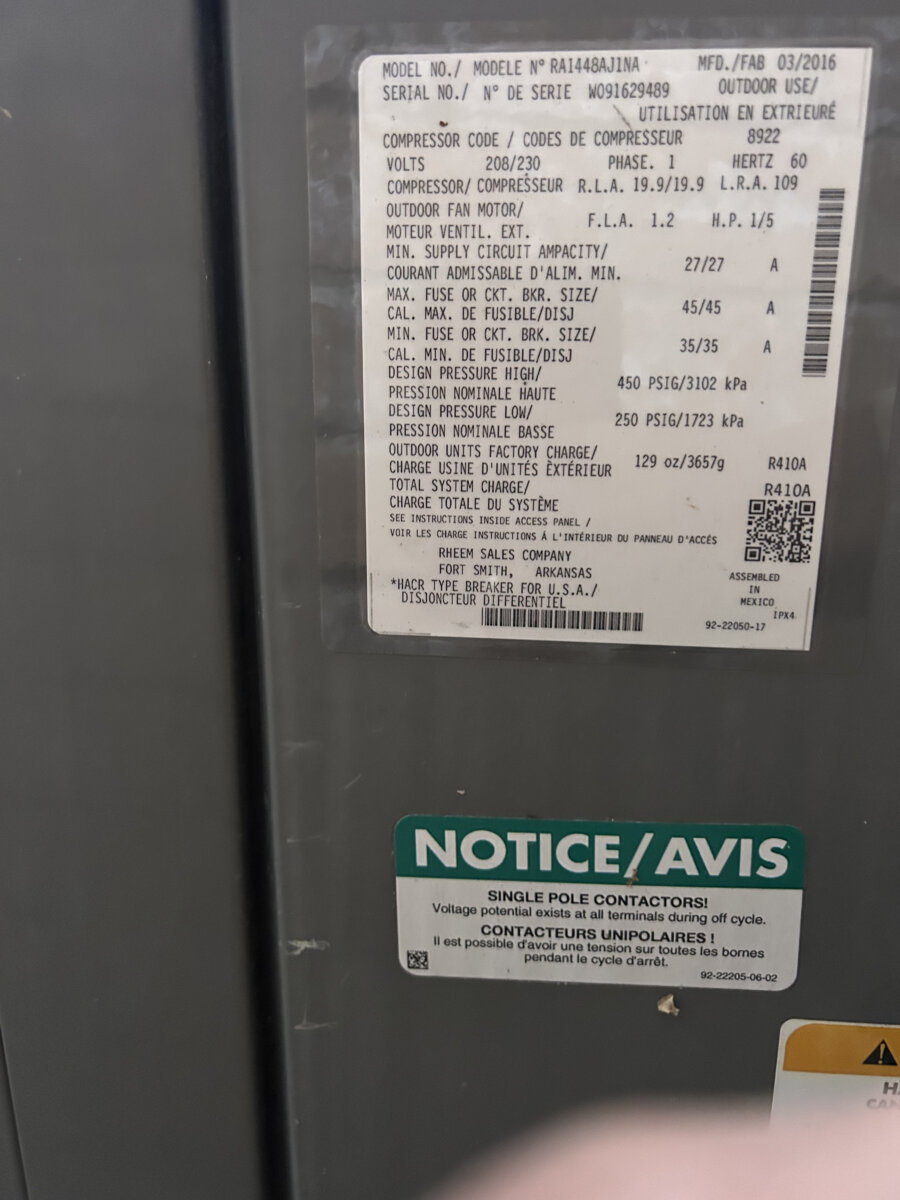 MODEL NO./ MODELE N° RA1448AJ1NA MFD./FAB 03/2016
SERIAL NO./ N° DE SERIE W091629489 OUTDOOR USE/
UTILISATION EN EXTRIEURÉ
COMPRESSOR CODE / CODES DE COMPRESSEUR 8922
VOLTS 208/230 PHASE. 1 HERTZ 60
COMPRESSOR/ COMPRESSEUR R.L.A. 19.9/19.9 L.R.A. 109
OUTDOOR FAN MOTOR/
MOTEUR VENTIL. EXT. F.L.A. 1.2 H.P. 1/5
MIN. SUPPLY CIRCUIT AMPACITY/
COURANT ADMISSABLE D'ALIM. MIN. 27/27 A
MAX. FUSE OR CKT. BKR. SIZE/
CAL. MAX. DE FUSIBLE/DISJ 45/45 A
MIN. FUSE OR CKT. BRK. SIZE/
CAL. MIN. DE FUSIBLE/DISJ 35/35 A
DESIGN PRESSURE HIGH/
PRESSION NOMINALE HAUTE 450 PSIG/3102 kPa
DESIGN PRESSURE LOW/
PRESSION NOMINALE BASSE 250 PSIG/1723 kPa
OUTDOOR UNITS FACTORY CHARGE/
CHARGE USINE D'UNITÉS ÈXTÉRIEUR 129 oz/3657g R410A
TOTAL SYSTEM CHARGE/ R410A
CHARGE TOTALE DU SYSTÈME
SEE INSTRUCTIONS INSIDE ACCESS PANEL /
VOIR LES CHARGE INSTRUCTIONS À L'INTÉRIEUR DU PANNEAU D'ACCÈS
RHEEM SALES COMPANY
FORT SMITH, ARKANSAS
*HACR TYPE BREAKER FOR U.S.A./
DISJONCTEUR DIFFERENTIEL
ASSEMBLED
IN
MEXICO
IPX4
92-22050-17
NOTICE/AVIS
SINGLE POLE CONTACTORS!
Voltage potential exists at all terminals during off cycle.
CONTACTEURS UNIPOLAIRES !
Il est possible d'avoir une tension sur toutes les bornes
pendant le cycle d'arrêt.
92-22205-06-02